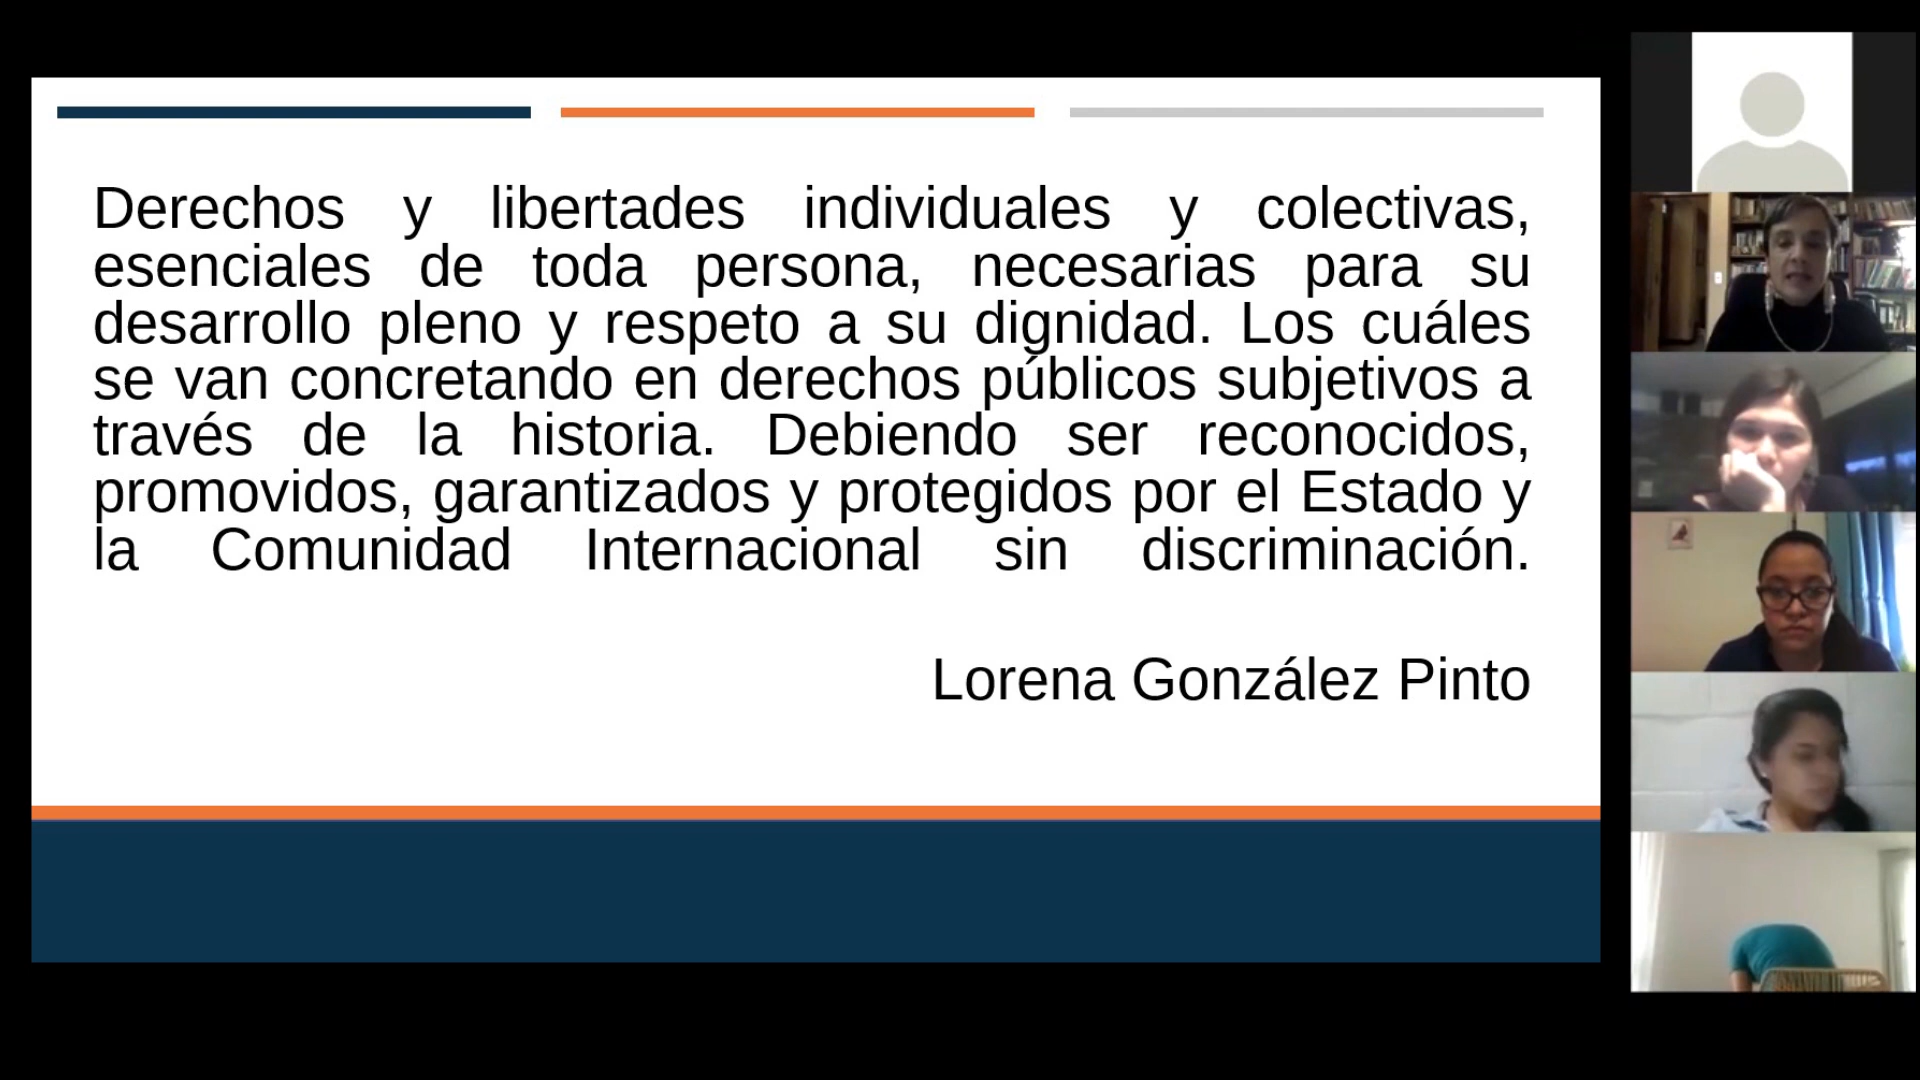 Derechos y libertades individuales y colectivas,
esenciales de toda persona, necesarias para su
desarrollo pleno y respeto a su dignidad. Los cuáles
se van concretando en derechos públicos subjetivos a
través de la historia. Debiendo ser reconocidos,
promovidos, garantizados y protegidos por el Estado y
la Comunidad Internacional sin discriminación.
Lorena González Pinto